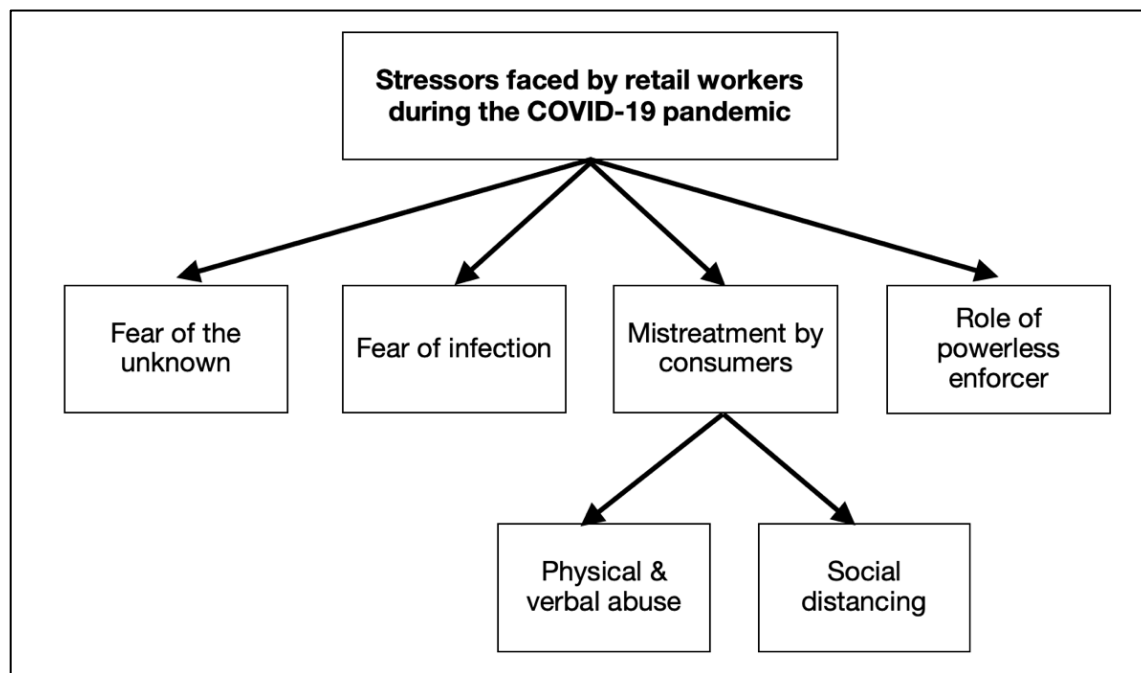 Stressors faced by retail workers
during the COVID-19 pandemic
Fear of the
unknown
Fear of infection
Mistreatment by
consumers
Role of
powerless
enforcer
Physical &
verbal abuse
Social
distancing